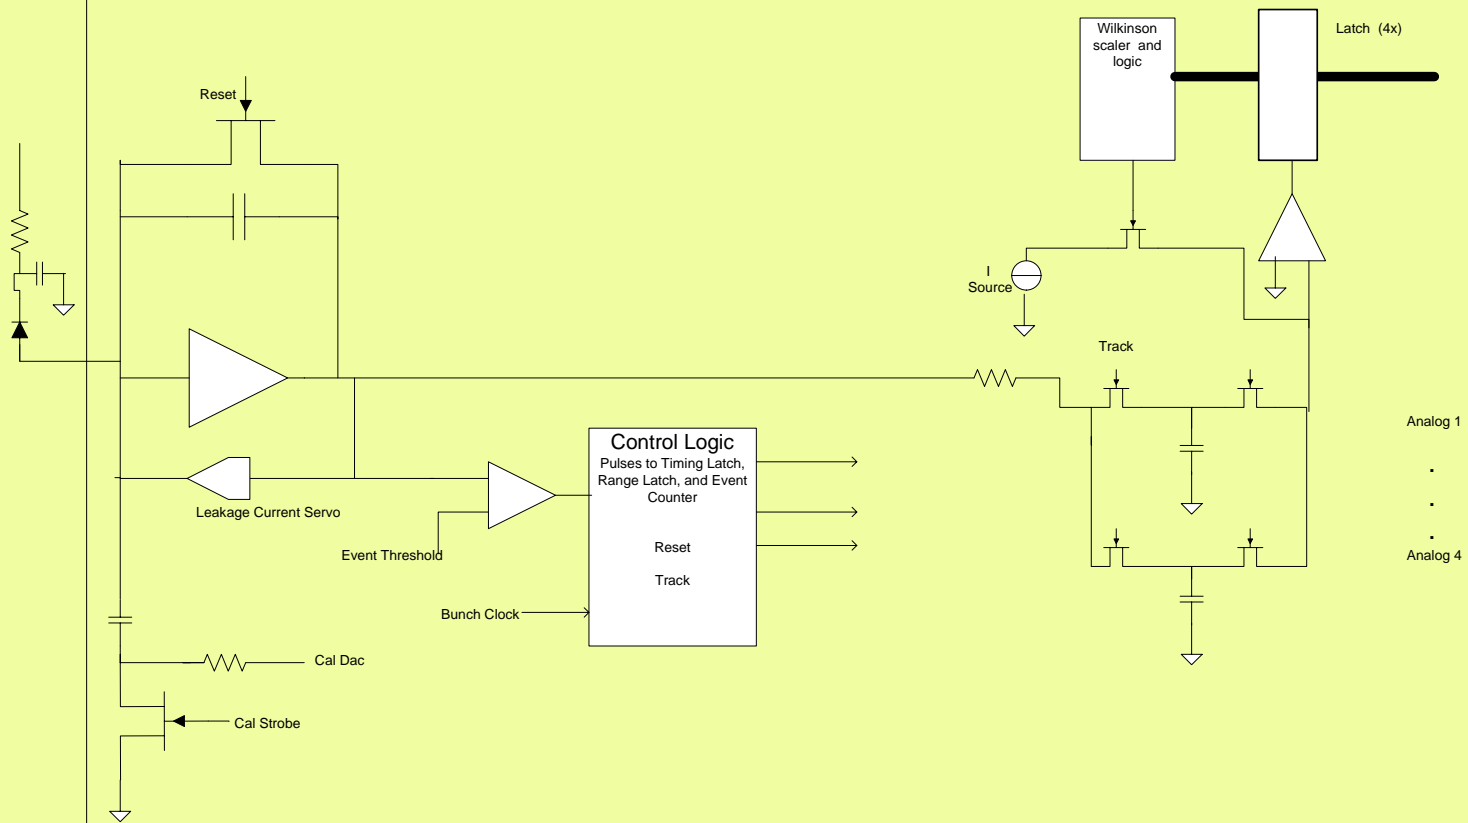 Wilkinson
scaler and
logic
Latch (4x)
Reset
I
Source
Track
Analog 1
.
.
.
Analog 4
Control Logic
Pulses to Timing Latch,
Range Latch, and Event
Counter
Reset
Track
Leakage Current Servo
Event Threshold
Bunch Clock
Cal Dac
Cal Strobe